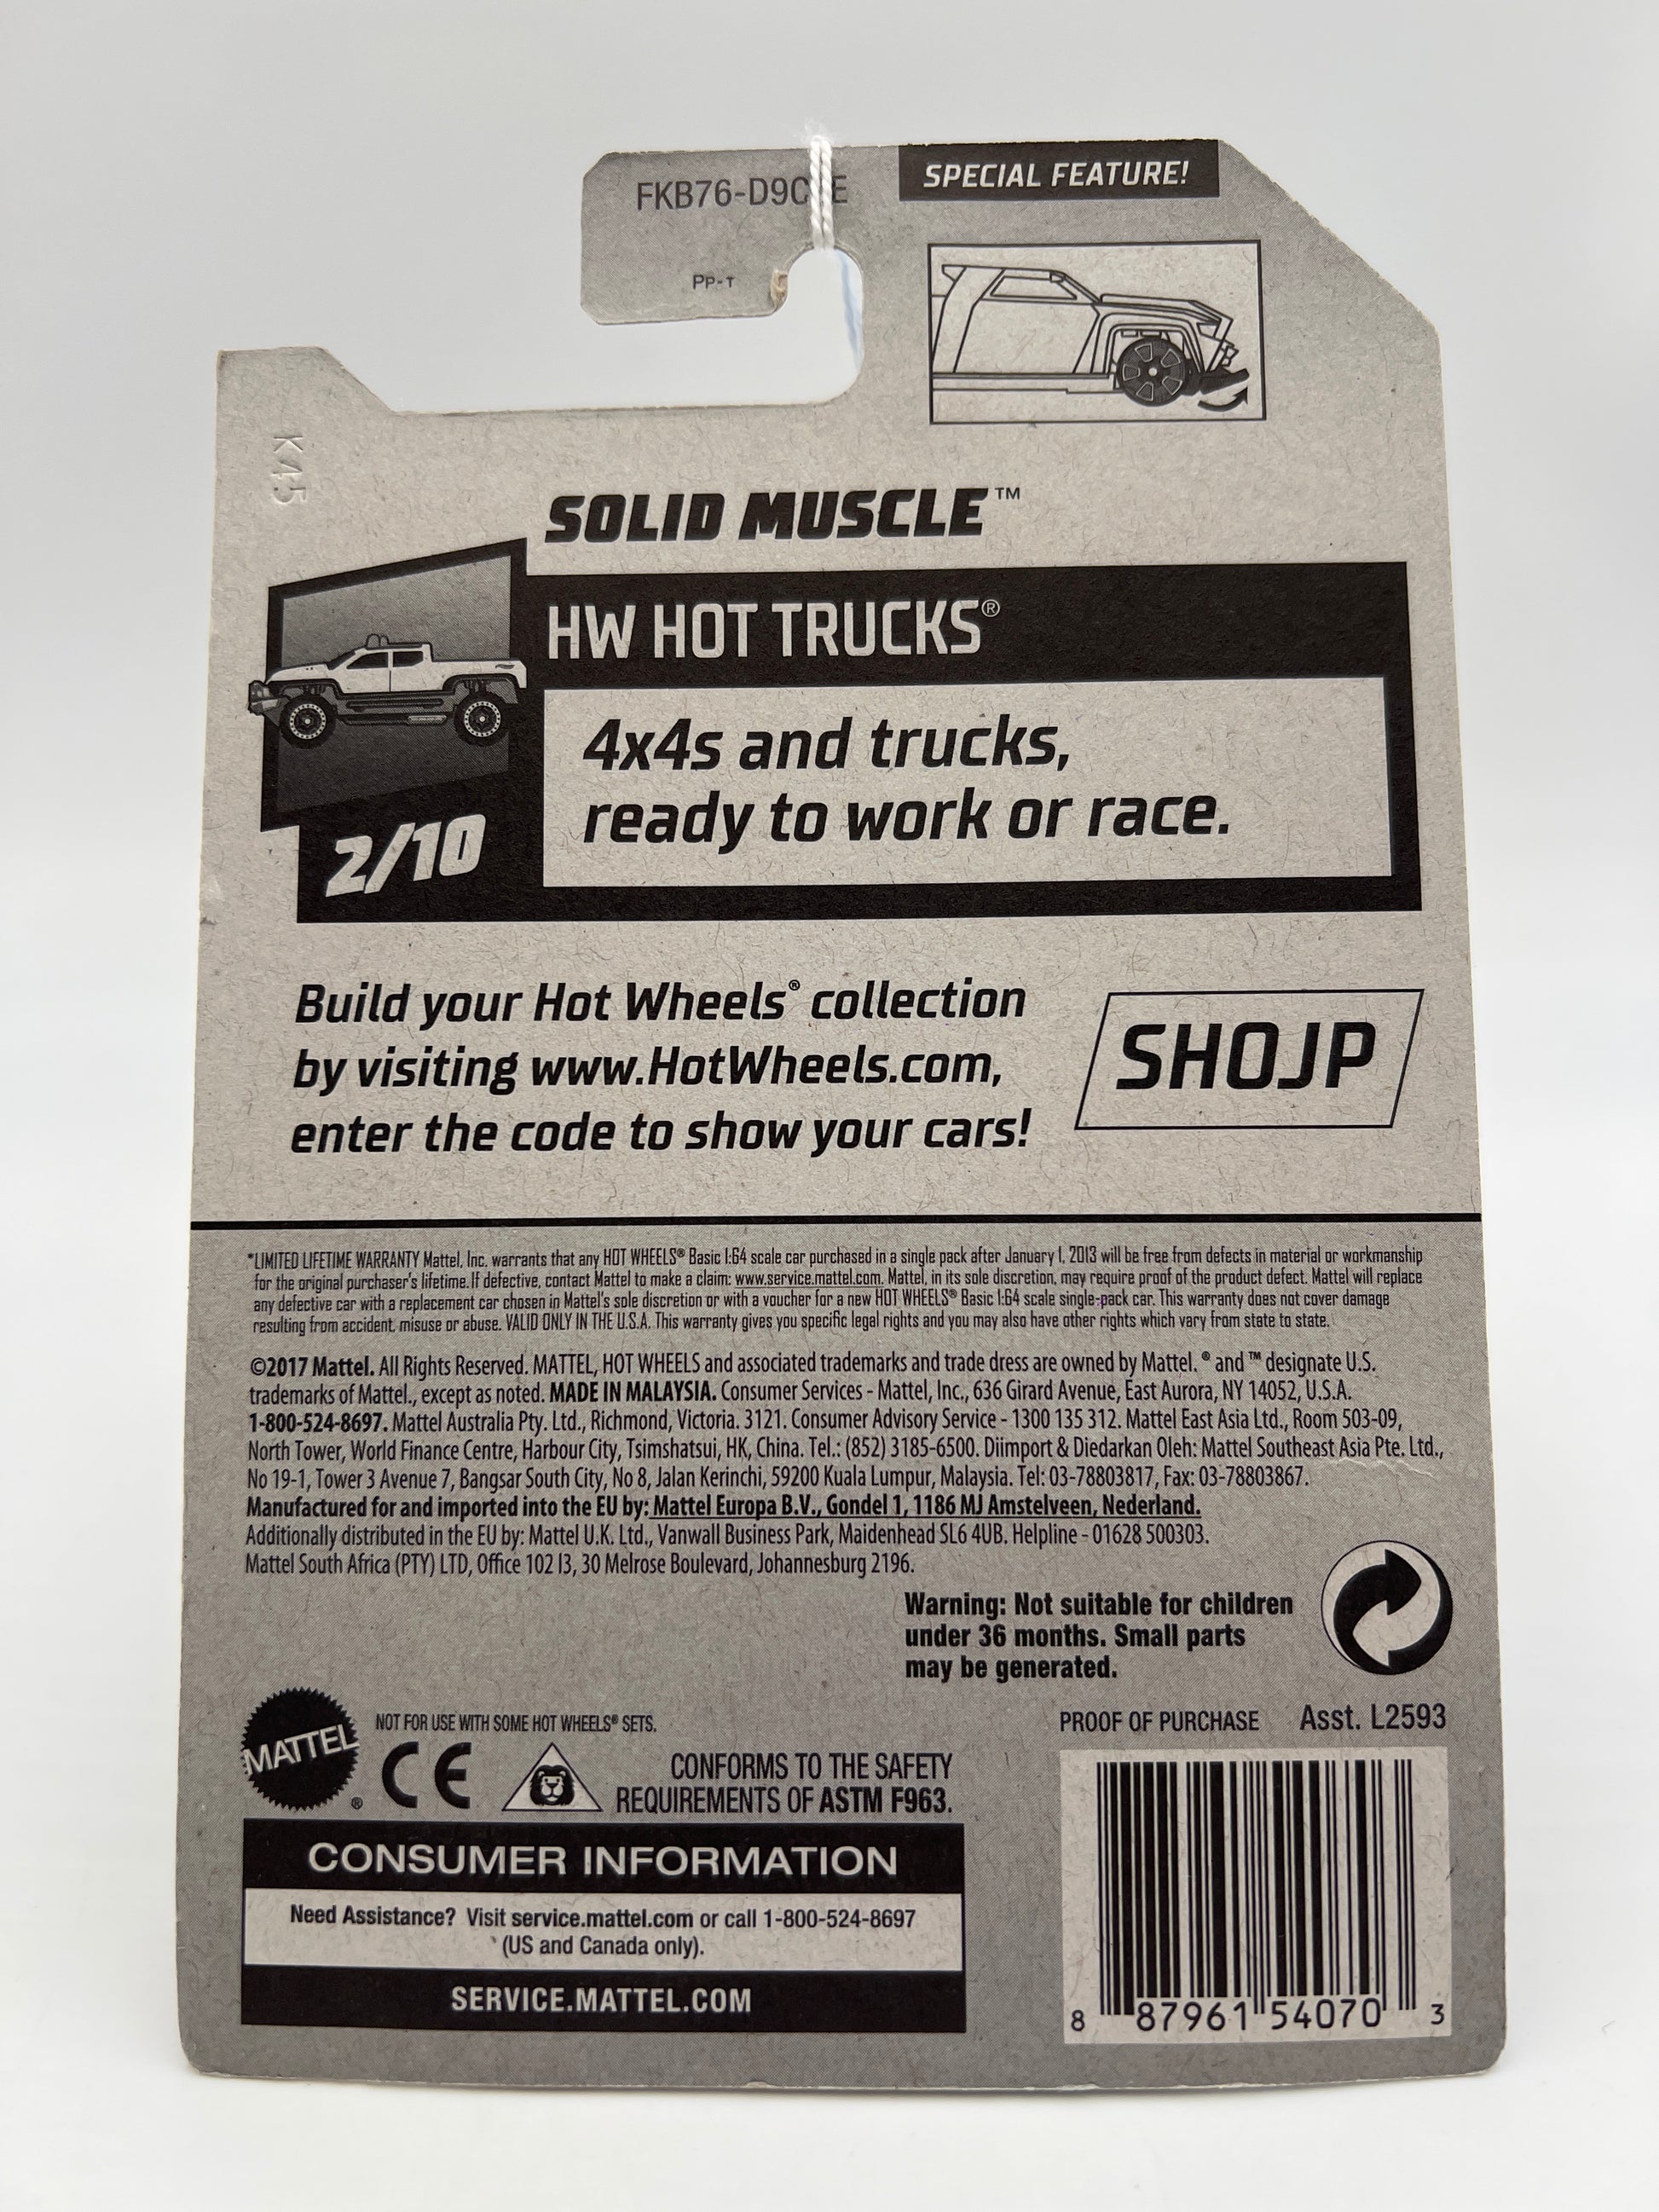 SPECIAL FEATURE!
PP-T
K45
SOLID MUSCLE™
HW HOT TRUCKS®
4x4s and trucks,
ready to work or race.
2/10
Build your Hot Wheels® collection
by visiting www.HotWheels.com,
enter the code to show your cars!
SHOJP
*LIMITED LIFETIME WARRANTY Mattel, Inc. warrants that any HOT WHEELS® Basic 1:64 scale car purchased in a single pack after January 1, 2013 will be free from defects in material or workmanship
for the original purchaser's lifetime. If defective, contact Mattel to make a claim: www.service.mattel.com. Mattel, in its sole discretion, may require proof of the product defect. Mattel will replace
any defective car with a replacement car chosen in Mattel's sole discretion or with a voucher for a new HOT WHEELS® Basic 1:64 scale single-pack car. This warranty does not cover damage
resulting from accident, misuse or abuse. VALID ONLY IN THE U.S.A. This warranty gives you specific legal rights and you may also have other rights which vary from state to state.
©2017 Mattel. All Rights Reserved. MATTEL, HOT WHEELS and associated trademarks and trade dress are owned by Mattel. ® and ™ designate U.S.
trademarks of Mattel., except as noted. MADE IN MALAYSIA. Consumer Services - Mattel, Inc., 636 Girard Avenue, East Aurora, NY 14052, U.S.A.
1-800-524-8697. Mattel Australia Pty. Ltd., Richmond, Victoria. 3121. Consumer Advisory Service - 1300 135 312. Mattel East Asia Ltd., Room 503-09,
North Tower, World Finance Centre, Harbour City, Tsimshatsui, HK, China. Tel.: (852) 3185-6500. Diimport & Diedarkan Oleh: Mattel Southeast Asia Pte. Ltd.,
No 19-1, Tower 3 Avenue 7, Bangsar South City, No 8, Jalan Kerinchi, 59200 Kuala Lumpur, Malaysia. Tel: 03-78803817, Fax: 03-78803867.
Manufactured for and imported into the EU by: Mattel Europa B.V., Gondel 1, 1186 MJ Amstelveen, Nederland.
Additionally distributed in the EU by: Mattel U.K. Ltd., Vanwall Business Park, Maidenhead SL6 4UB. Helpline - 01628 500303.
Mattel South Africa (PTY) LTD, Office 102 I3, 30 Melrose Boulevard, Johannesburg 2196.
Warning: Not suitable for children
under 36 months. Small parts
may be generated.
MATTEL®
NOT FOR USE WITH SOME HOT WHEELS® SETS.
CE
CONFORMS TO THE SAFETY
REQUIREMENTS OF ASTM F963.
PROOF OF PURCHASE Asst. L2593
CONSUMER INFORMATION
Need Assistance? Visit service.mattel.com or call 1-800-524-8697
(US and Canada only).
SERVICE.MATTEL.COM
8 87961 54070 3